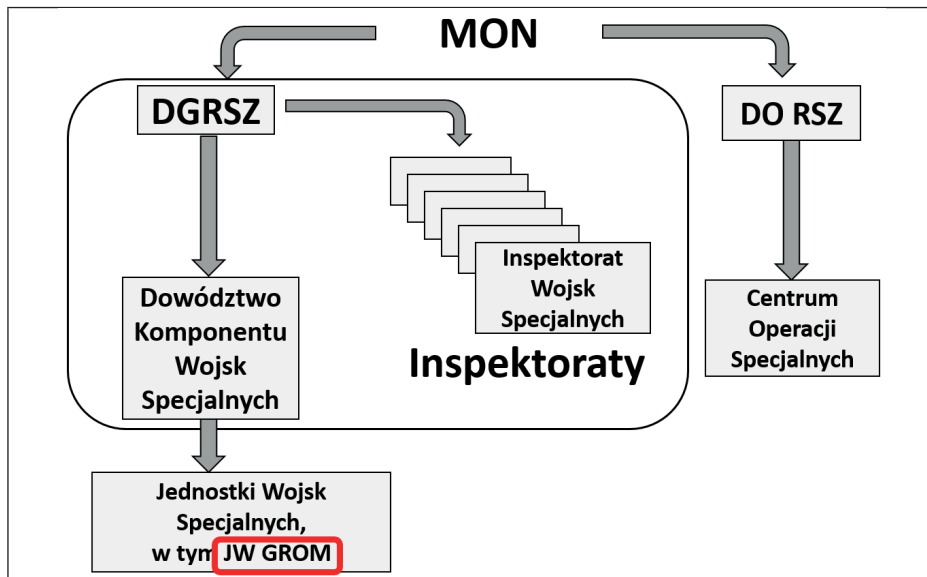 MON
DGRSZ
DO RSZ
Inspektorat
Wojsk
Specjalnych
Inspektoraty
Dowództwo
Komponentu
Wojsk
Specjalnych
Centrum
Operacji
Specjalnych
Jednostki Wojsk
Specjalnych,
w tym JW GROM